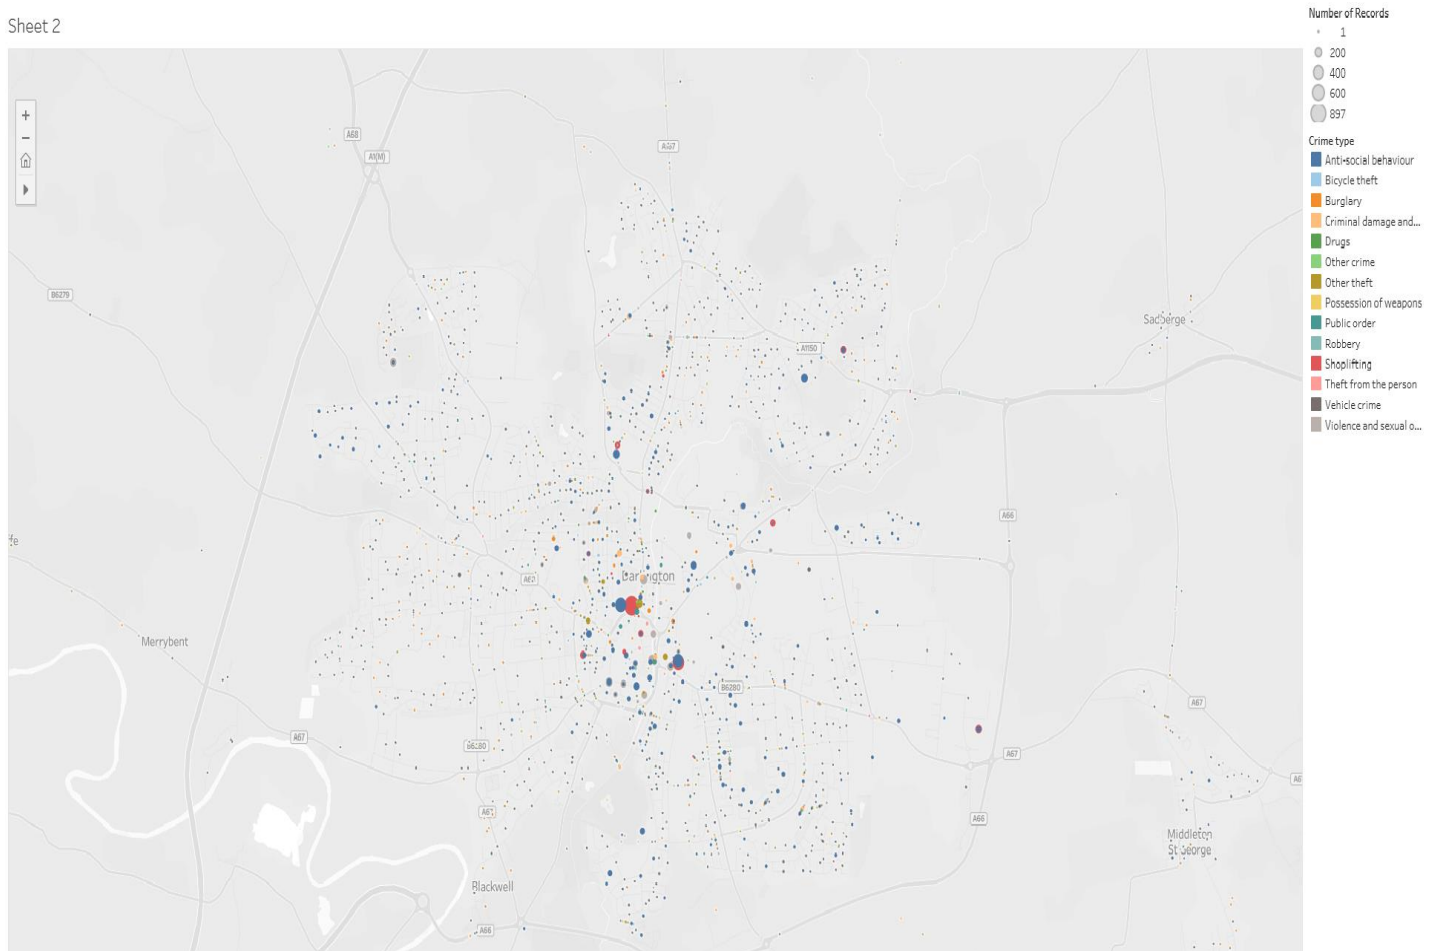 Sheet 2
Number of Records
1
200
400
600
897
Crime type
Anti-social behaviour
Bicycle theft
Burglary
Criminal damage and...
Drugs
Other crime
Other theft
Possession of weapons
Public order
Robbery
Shoplifting
Theft from the person
Vehicle crime
Violence and sexual o...
+
−
A68
A167
A1(M)
B6279
Sadberge
A1150
A66
A67
Darlington
Merrybent
B6280
A67
A67
B6280
A67
A67
A66
Middleton
St George
Blackwell
A66